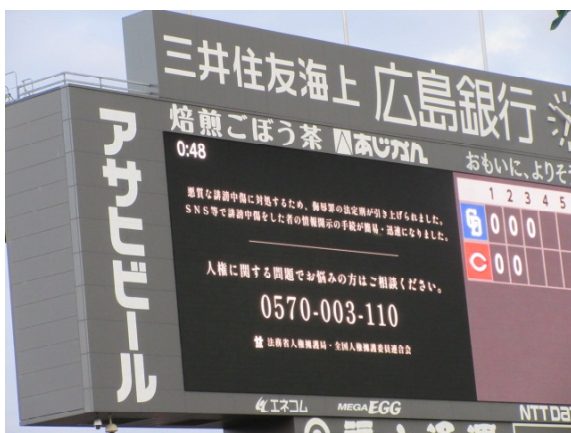 三井住友海上
広島銀行
焙煎ごぼう茶
あじかん
おもいに、よりそ
アサヒビール
0:48
悪質な誹謗中傷に対処するため、侮辱罪の法定刑が引き上げられました。
SNS等で誹謗中傷をした者の情報開示の手続が簡易・迅速になりました。
人権に関する問題でお悩みの方はご相談ください。
0570-003-110
法務省人権擁護局・全国人権擁護委員連合会
1 2 3 4 5
CD 0 0 0
C 0 0
エネコム
MEGA EGG
NTT Da